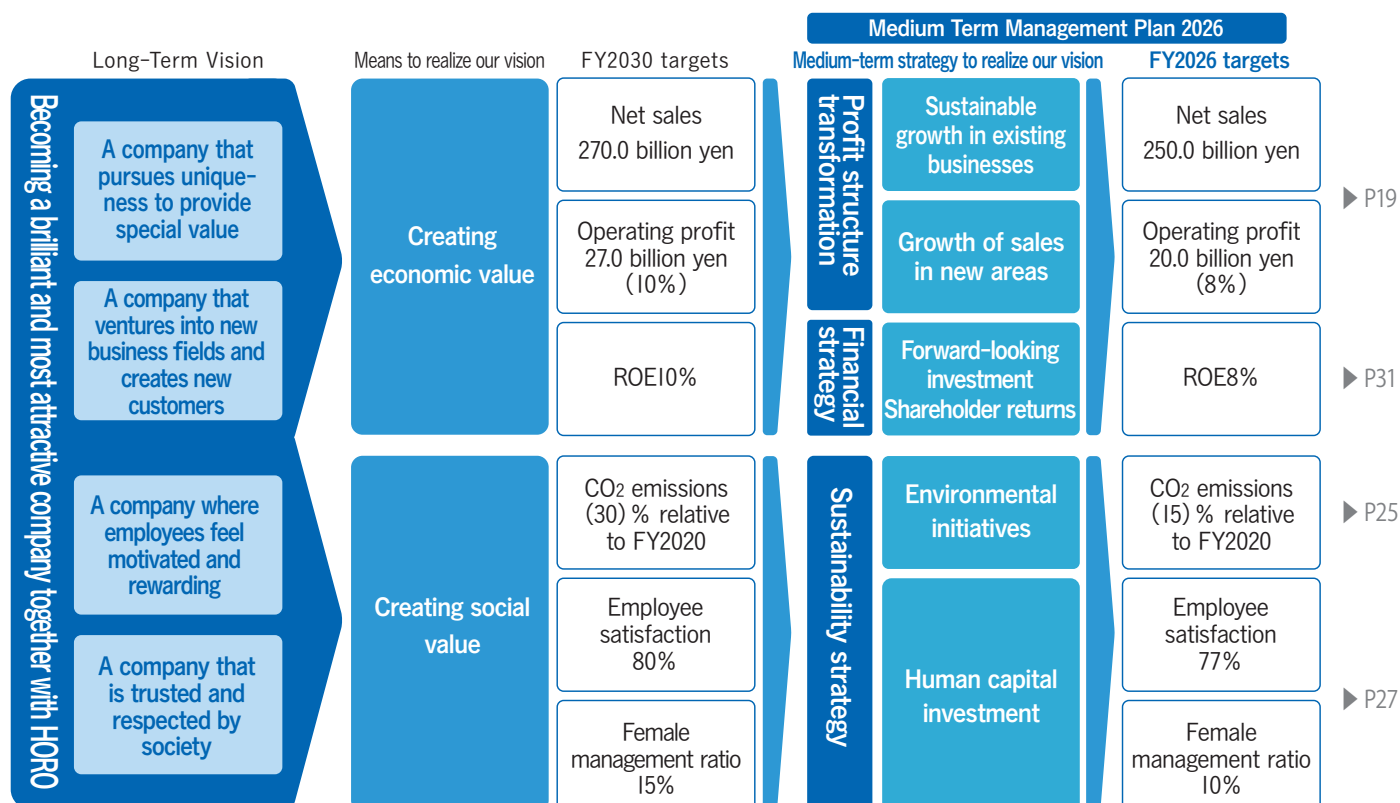 Medium Term Management Plan 2026
Long-Term Vision
Means to realize our vision
FY2030 targets
Medium-term strategy to realize our vision
FY2026 targets
Becoming a brilliant and most attractive company together with HORO
A company that
pursues unique-
ness to provide
special value
A company that
ventures into new
business fields and
creates new
customers
A company where
employees feel
motivated and
rewarding
A company that
is trusted and
respected by
society
Creating
economic value
Net sales
270.0 billion yen
Operating profit
27.0 billion yen
(10%)
ROE10%
Profit structure
transformation
Sustainable
growth in existing
businesses
Growth of sales
in new areas
Financial
strategy
Forward-looking
investment
Shareholder returns
Net sales
250.0 billion yen
Operating profit
20.0 billion yen
(8%)
ROE8%
▶ P19
▶ P31
Creating social
value
CO2 emissions
(30) % relative
to FY2020
Employee
satisfaction
80%
Female
management ratio
15%
Sustainability strategy
Environmental
initiatives
Human capital
investment
CO2 emissions
(15) % relative
to FY2020
Employee
satisfaction
77%
Female
management ratio
10%
▶ P25
▶ P27